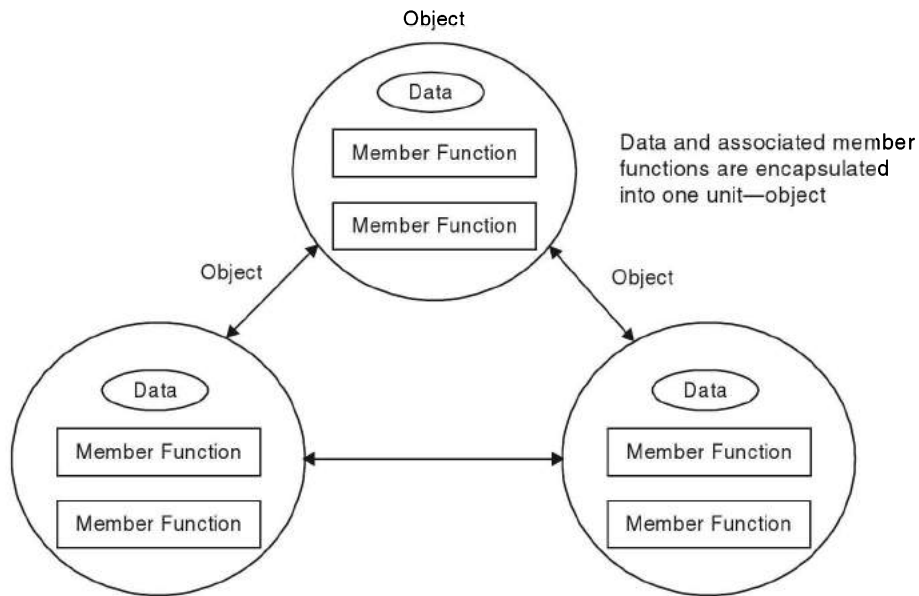 Object
Data
Member Function
Member Function
Data and associated member
functions are encapsulated
into one unit—object
Object
Object
Data
Member Function
Member Function
Data
Member Function
Member Function